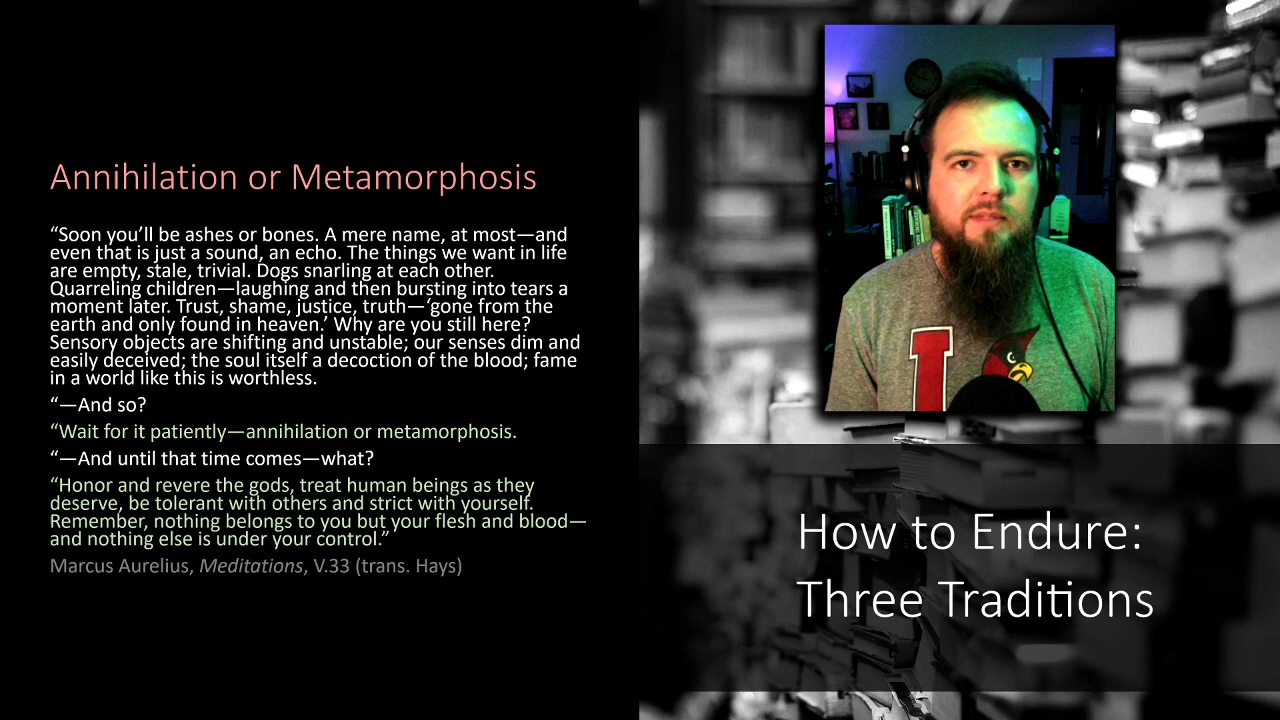 Annihilation or Metamorphosis
“Soon you’ll be ashes or bones. A mere name, at most—and
even that is just a sound, an echo. The things we want in life
are empty, stale, trivial. Dogs snarling at each other.
Quarreling children—laughing and then bursting into tears a
moment later. Trust, shame, justice, truth—‘gone from the
earth and only found in heaven.’ Why are you still here?
Sensory objects are shifting and unstable; our senses dim and
easily deceived; the soul itself a decoction of the blood; fame
in a world like this is worthless.
“—And so?
“Wait for it patiently—annihilation or metamorphosis.
“—And until that time comes—what?
“Honor and revere the gods, treat human beings as they
deserve, be tolerant with others and strict with yourself.
Remember, nothing belongs to you but your flesh and blood—
and nothing else is under your control.”
Marcus Aurelius, Meditations, V.33 (trans. Hays)
I
How to Endure:
Three Traditions